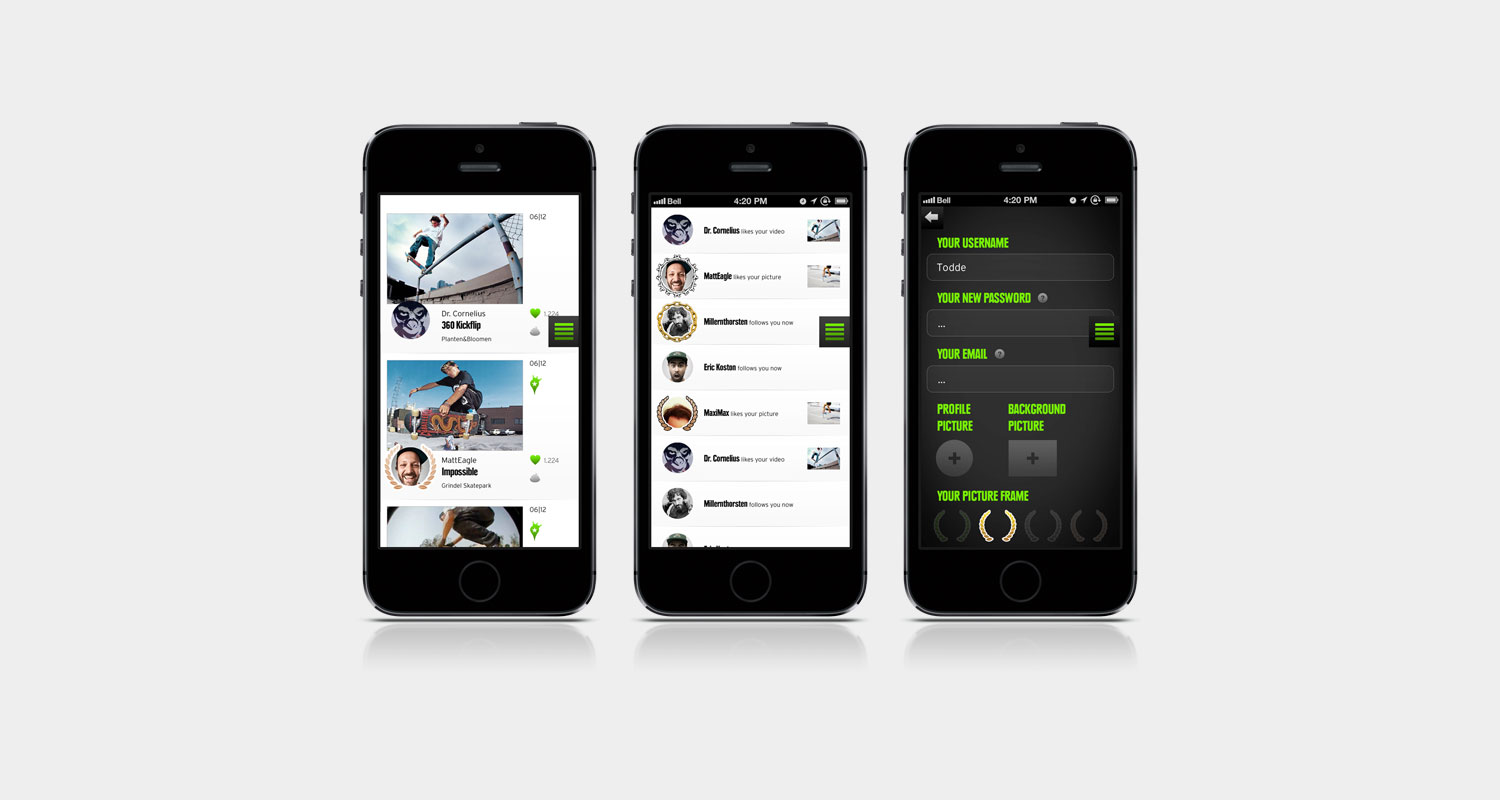 06|12
Dr. Cornelius
360 Kickflip
Planten&Bloomen
1.224
06|12
MattEagle
Impossible
Grindel Skatepark
1.224
06|12
Bell 4:20 PM
Dr. Cornelius likes your video
MattEagle likes your picture
Millernthorsten follows you now
Eric Koston follows you now
MaxiMax likes your picture
Dr. Cornelius likes your video
Millernthorsten follows you now
Bell 4:20 PM
YOUR USERNAME
Todde
YOUR NEW PASSWORD ?
...
YOUR EMAIL ?
...
PROFILE
PICTURE
BACKGROUND
PICTURE
YOUR PICTURE FRAME